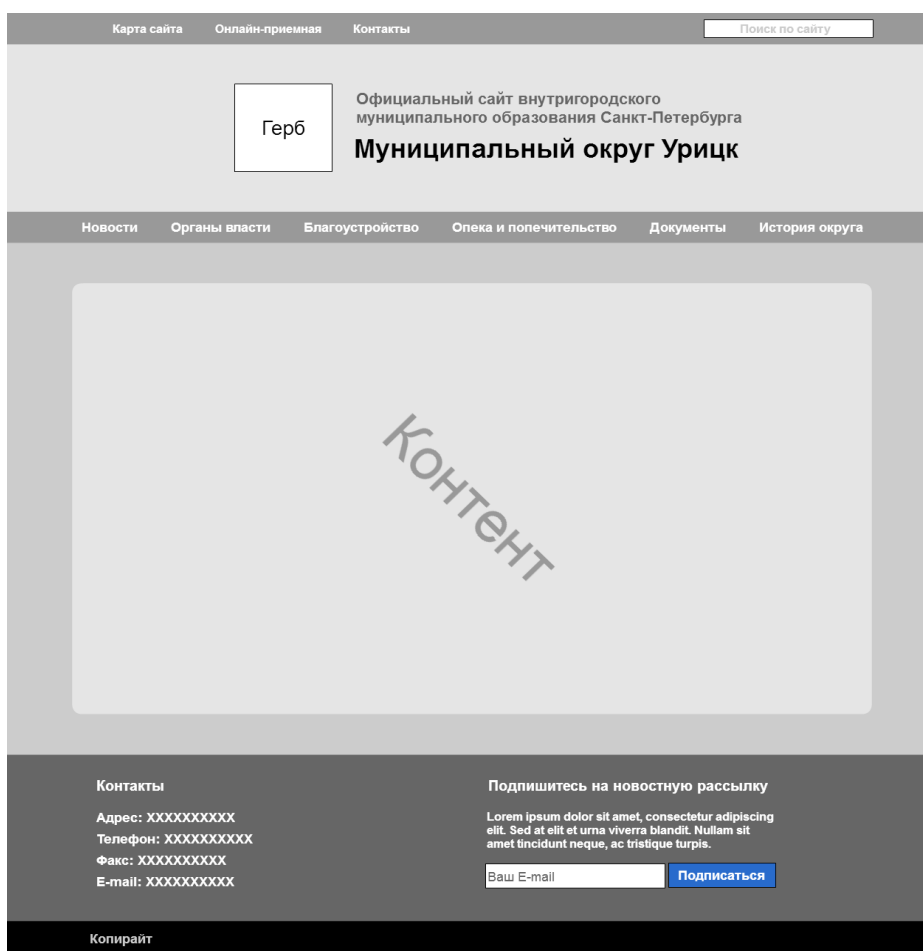 Карта сайта Онлайн-приемная Контакты Поиск по сайту
Герб
Официальный сайт внутригородского
муниципального образования Санкт-Петербурга
Муниципальный округ Урицк
Новости Органы власти Благоустройство Опека и попечительство Документы История округа
Контент
Контакты
Адрес: XXXXXXXXXX
Телефон: XXXXXXXXXX
Факс: XXXXXXXXXX
E-mail: XXXXXXXXXX
Подпишитесь на новостную рассылку
Lorem ipsum dolor sit amet, consectetur adipiscing
elit. Sed at elit et urna viverra blandit. Nullam sit
amet tincidunt neque, ac tristique turpis.
Ваш E-mail Подписаться
Копирайт